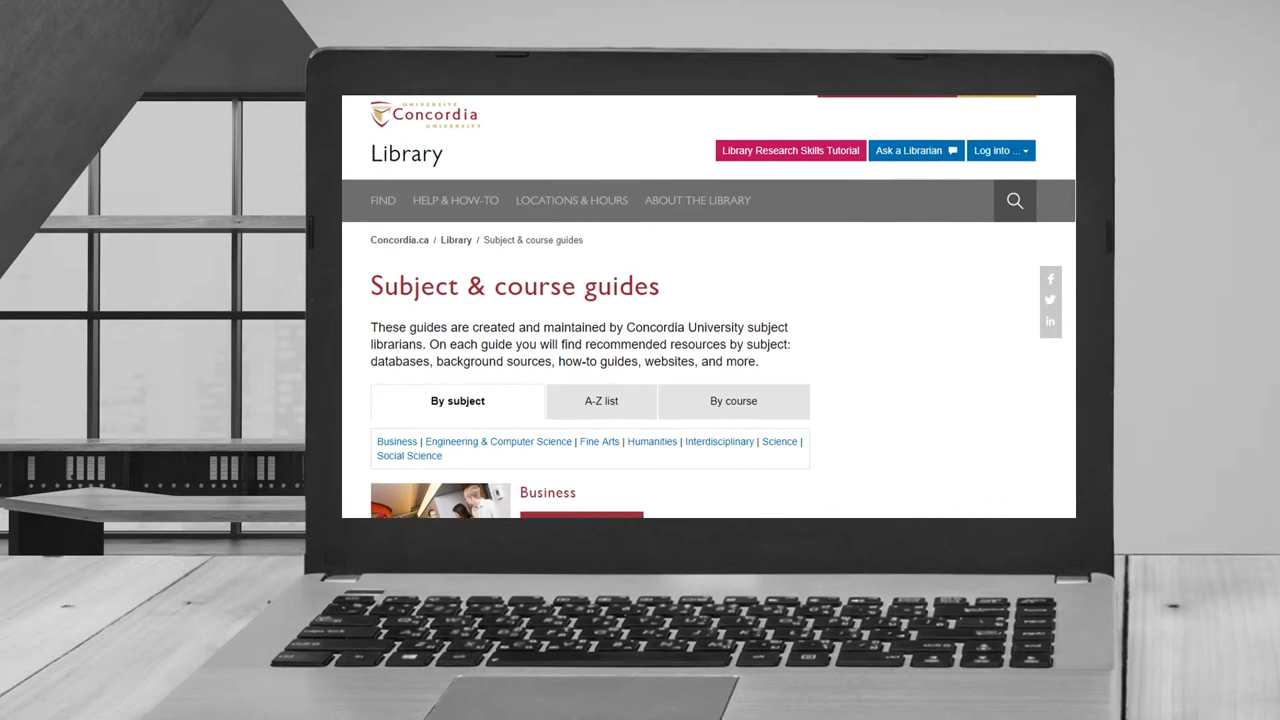 UNIVERSITÉ
Concordia
UNIVERSITY
Library
Library Research Skills Tutorial
Ask a Librarian
Log into ...
FIND
HELP & HOW-TO
LOCATIONS & HOURS
ABOUT THE LIBRARY
Concordia.ca / Library / Subject & course guides
Subject & course guides
These guides are created and maintained by Concordia University subject
librarians. On each guide you will find recommended resources by subject:
databases, background sources, how-to guides, websites, and more.
By subject
A-Z list
By course
Business | Engineering & Computer Science | Fine Arts | Humanities | Interdisciplinary | Science |
Social Science
Business